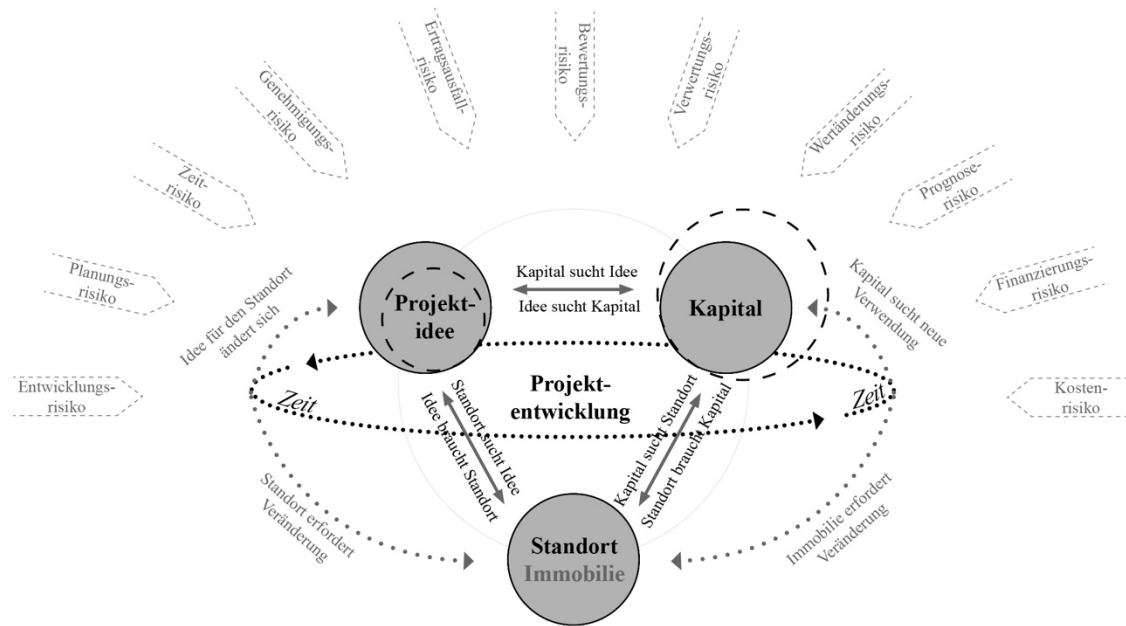 Entwicklungs-
risiko
Planungs-
risiko
Zeit-
risiko
Genehmigungs-
risiko
Ertragsausfall-
risiko
Bewertungs-
risiko
Verwertungs-
risiko
Wertänderungs-
risiko
Prognose-
risiko
Finanzierungs-
risiko
Kosten-
risiko
Idee für den Standort
ändert sich
Projekt-
idee
Kapital sucht Idee
Idee sucht Kapital
Kapital
Kapital sucht neue
Verwendung
Zeit
Projekt-
entwicklung
Zeit
Standort sucht Idee
Idee braucht Standort
Kapital sucht Standort
Standort braucht Kapital
Standort erfordert
Veränderung
Standort
Immobilie
Immobilie erfordert
Veränderung